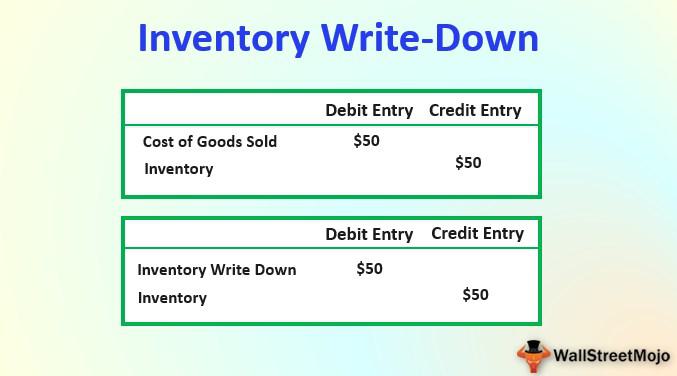 Inventory Write-Down
Debit Entry Credit Entry
Cost of Goods Sold $50
Inventory $50
Debit Entry Credit Entry
Inventory Write Down $50
Inventory $50
WallStreetMojo